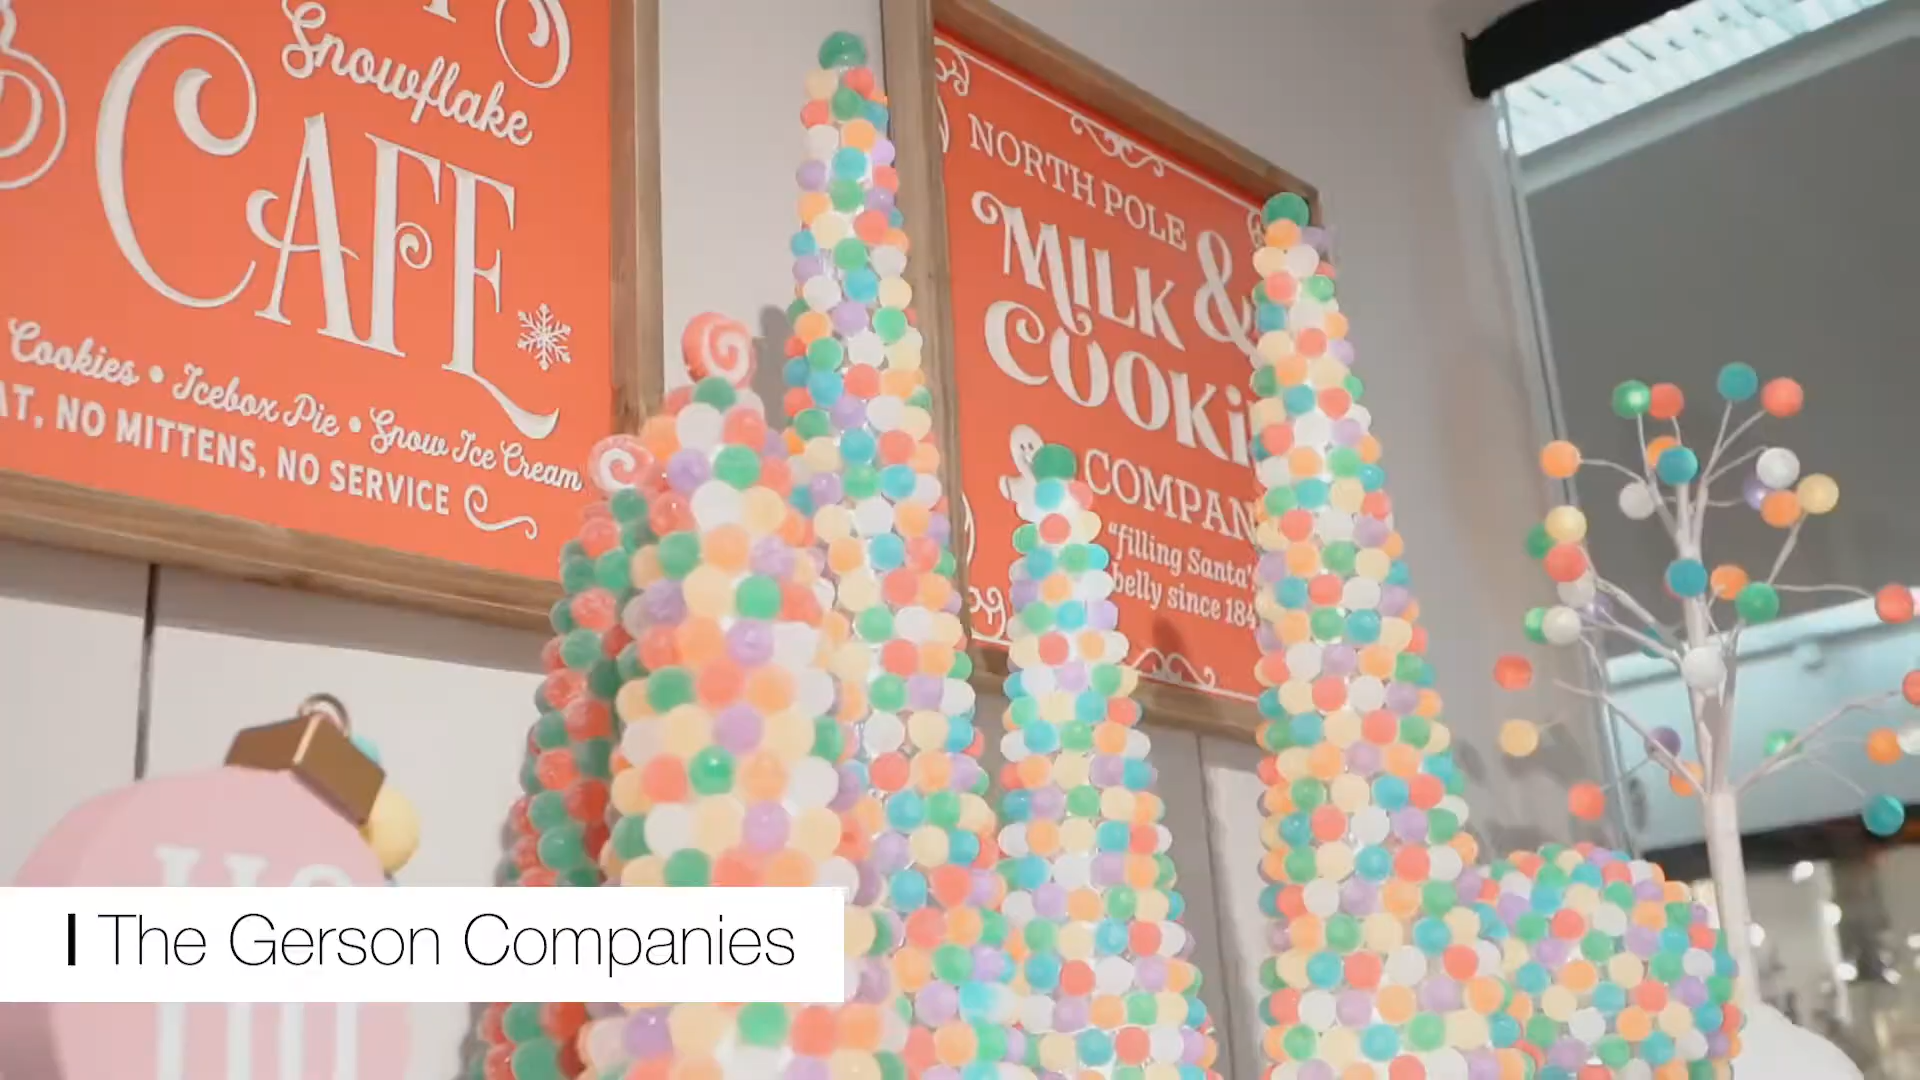 Snowflake
CAFE
Cookies • Icebox Pie • Snow Ice Cream
NO MITTENS, NO SERVICE
NORTH POLE
MILK &
COOKi
COMPAN
"filling Santa's
belly since 184
The Gerson Companies